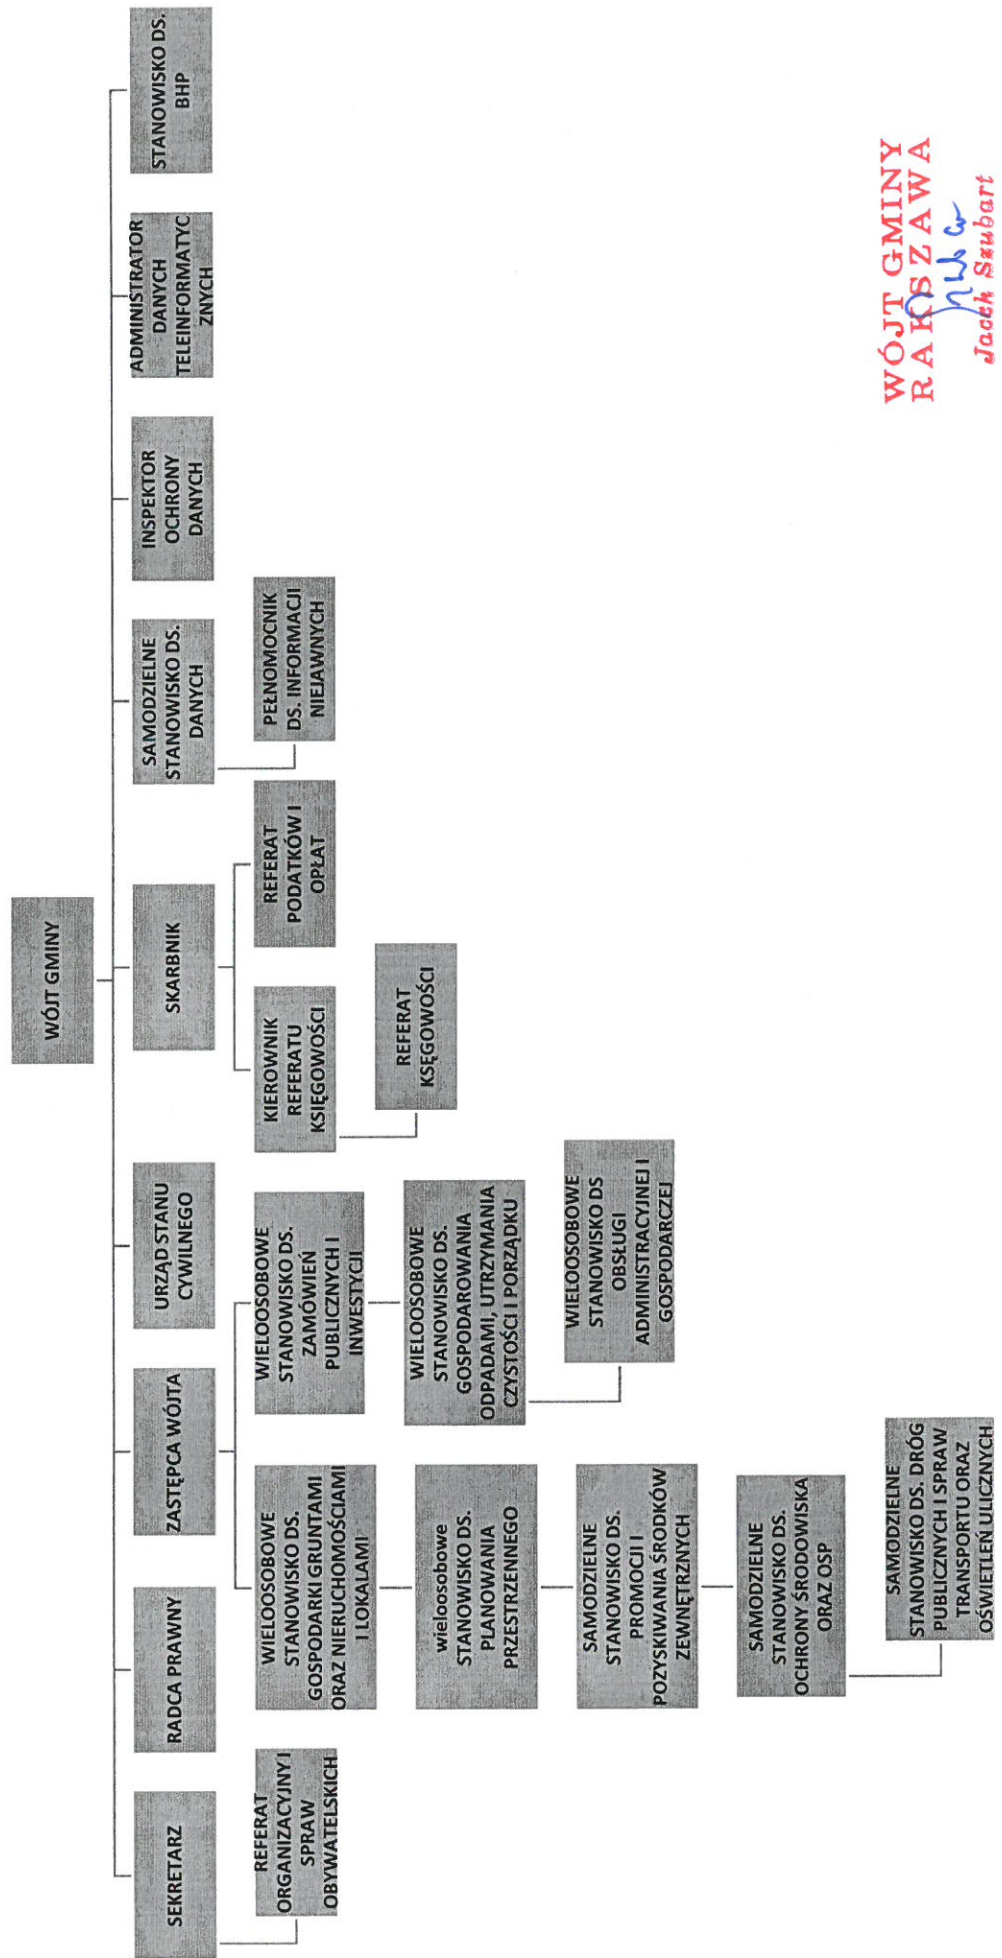 WÓJT GMINY
SEKRETARZ
RADCA PRAWNY
ZASTĘPCA WÓJTA
URZĄD STANU
CYWILNEGO
SKARBNIK
SAMODZIELNE
STANOWISKO DS.
DANYCH
INSPEKTOR
OCHRONY
DANYCH
ADMINISTRATOR
DANYCH
TELEINFORMATYC
ZNYCH
STANOWISKO DS.
BHP
REFERAT
ORGANIZACYJNY I
SPRAW
OBYWATELSKICH
WIELOOSOBOWE
STANOWISKO DS.
GOSPODARKI GRUNTAMI
ORAZ NIERUCHOMOŚCIAMI
I LOKALAMI
WIELOOSOBOWE
STANOWISKO DS.
ZAMÓWIEŃ
PUBLICZNYCH I
INWESTYCJI
KIEROWNIK
REFERATU
KSIĘGOWOŚCI
REFERAT
PODATKÓW I
OPŁAT
PEŁNOMOCNIK
DS. INFORMACJI
NIEJAWNYCH
wieloosobowe
STANOWISKO DS.
PLANOWANIA
PRZESTRZENNEGO
WIELOOSOBOWE
STANOWISKO DS.
GOSPODAROWANIA
ODPADAMI, UTRZYMANIA
CZYSTOŚCI I PORZĄDKU
REFERAT
KSĘGOWOŚCI
SAMODZIELNE
STANOWISKO DS.
PROMOCJI I
POZYSKIWANIA ŚRODKÓW
ZEWNĘTRZNYCH
WIELOOSOBOWE
STANOWISKO DS
OBSŁUGI
ADMINISTRACYJNEJ I
GOSPODARCZEJ
SAMODZIELNE
STANOWISKO DS.
OCHRONY ŚRODOWISKA
ORAZ OSP
SAMODZIELNE
STANOWISKO DS. DRÓG
PUBLICZNYCH I SPRAW
TRANSPORTU ORAZ
OŚWIETLEŃ ULICZNYCH
WÓJT GMINY
RAKSZAWA
Jacek Szubart